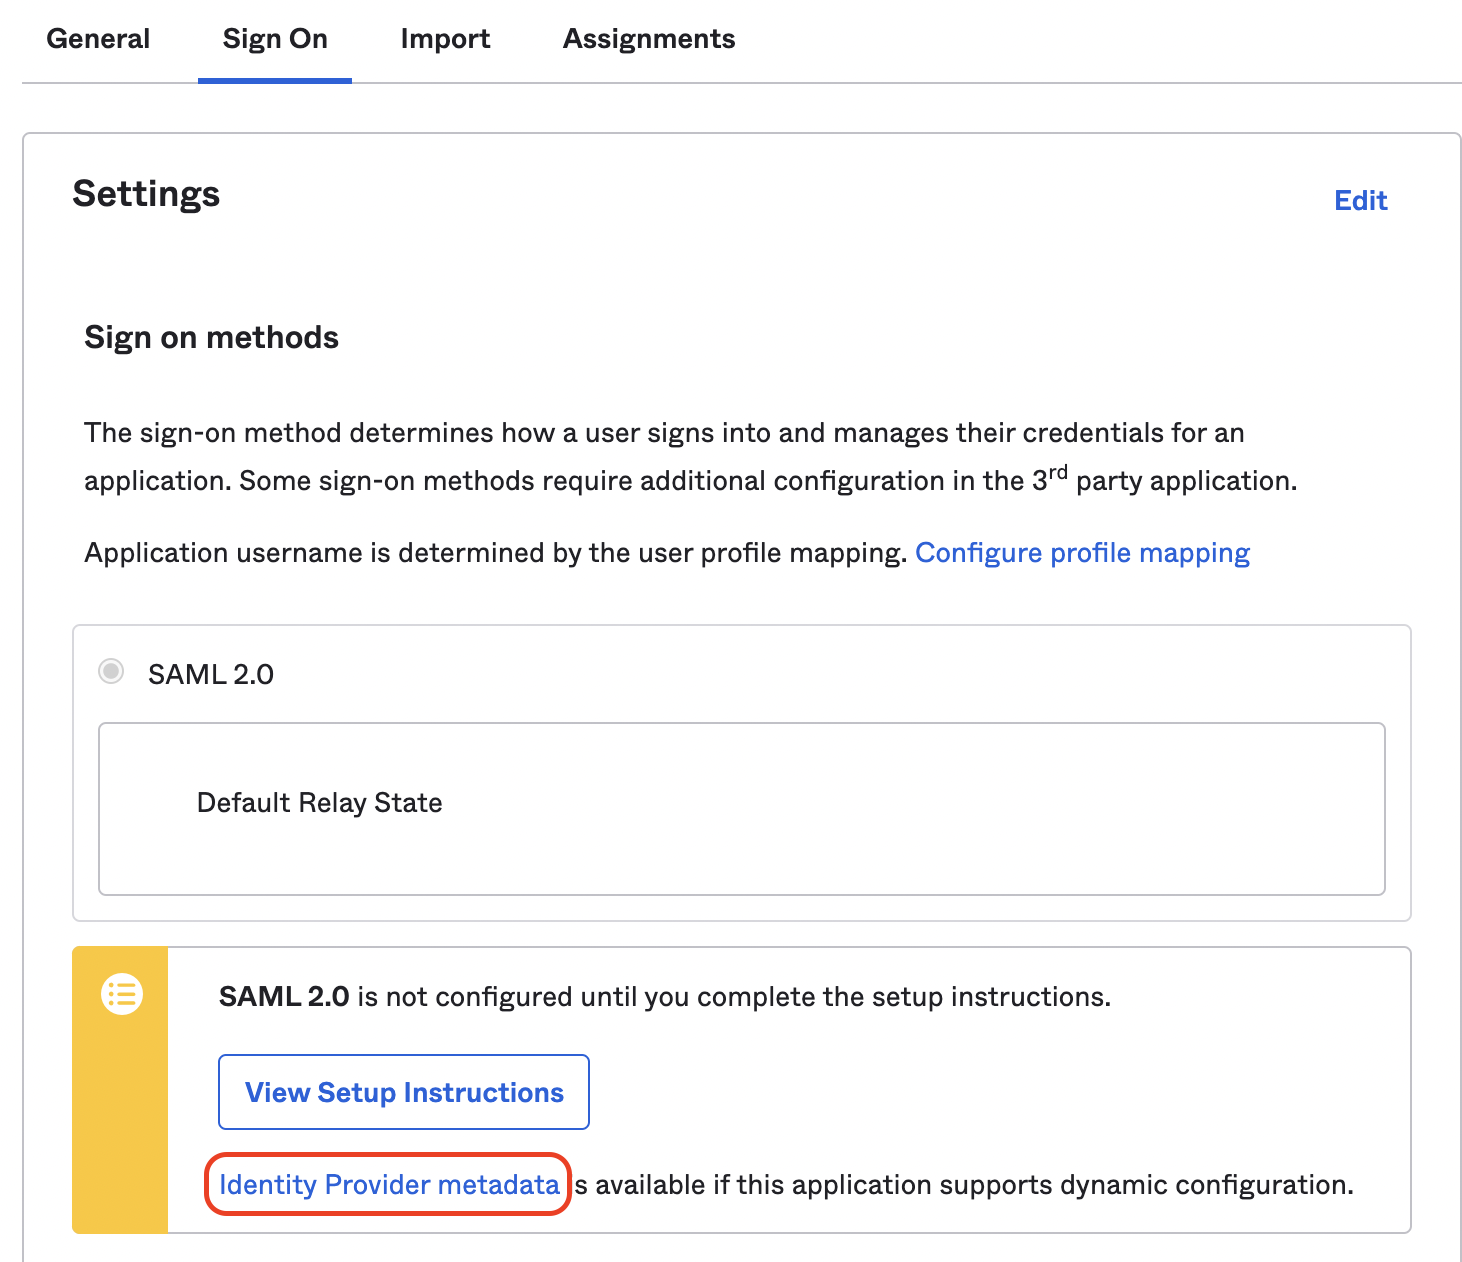 General Sign On Import Assignments
Settings
Edit
Sign on methods
The sign-on method determines how a user signs into and manages their credentials for an
application. Some sign-on methods require additional configuration in the 3rd party application.
Application username is determined by the user profile mapping. Configure profile mapping
SAML 2.0
Default Relay State
SAML 2.0 is not configured until you complete the setup instructions.
View Setup Instructions
Identity Provider metadata is available if this application supports dynamic configuration.